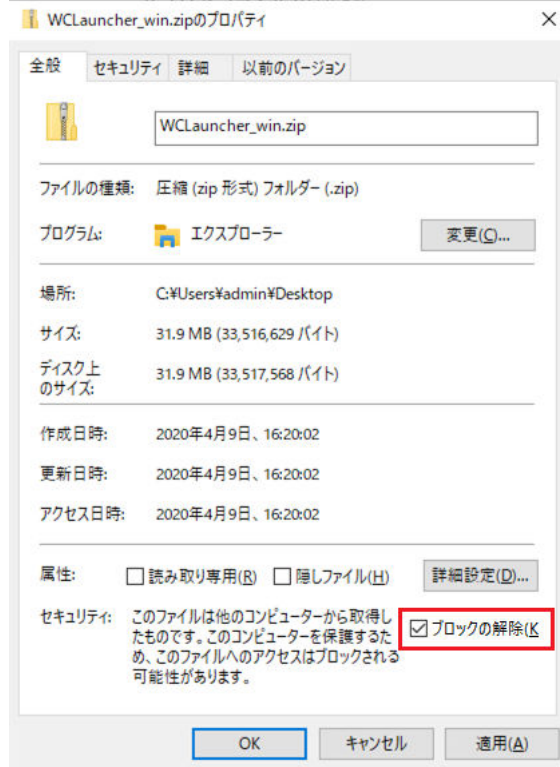 WCLauncher_win.zipのプロパティ
全般 セキュリティ 詳細 以前のバージョン
WCLauncher_win.zip
ファイルの種類: 圧縮 (zip 形式) フォルダー (.zip)
プログラム: エクスプローラー 変更(C)...
場所: C:¥Users¥admin¥Desktop
サイズ: 31.9 MB (33,516,629 バイト)
ディスク上
のサイズ: 31.9 MB (33,517,568 バイト)
作成日時: 2020年4月9日、16:20:02
更新日時: 2020年4月9日、16:20:02
アクセス日時: 2020年4月9日、16:20:02
属性: 読み取り専用(R) 隠しファイル(H) 詳細設定(D)...
セキュリティ: このファイルは他のコンピューターから取得し
たものです。このコンピューターを保護するた
め、このファイルへのアクセスはブロックされる
可能性があります。
ブロックの解除(K
OK キャンセル 適用(A)